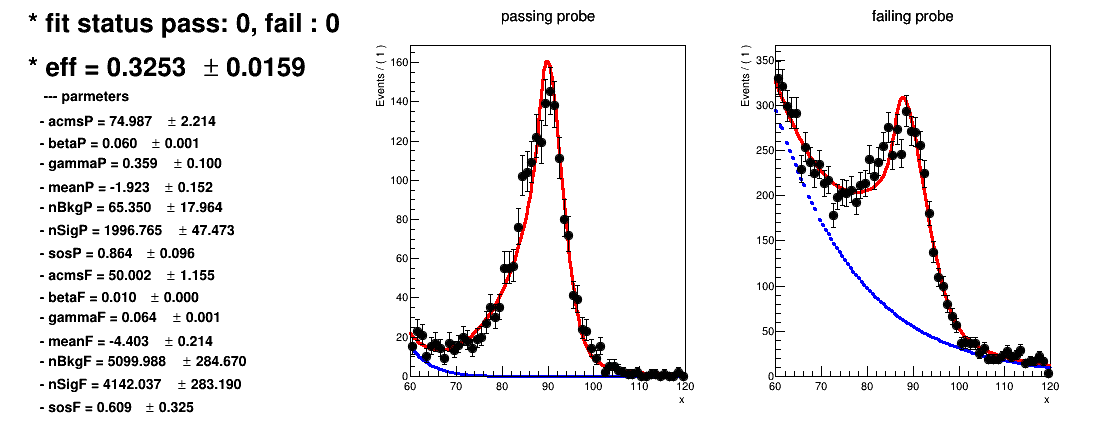 * fit status pass: 0, fail : 0
* eff = 0.3253 ± 0.0159
--- parmeters
- acmsP = 74.987 ± 2.214
- betaP = 0.060 ± 0.001
- gammaP = 0.359 ± 0.100
- meanP = -1.923 ± 0.152
- nBkgP = 65.350 ± 17.964
- nSigP = 1996.765 ± 47.473
- sosP = 0.864 ± 0.096
- acmsF = 50.002 ± 1.155
- betaF = 0.010 ± 0.000
- gammaF = 0.064 ± 0.001
- meanF = -4.403 ± 0.214
- nBkgF = 5099.988 ± 284.670
- nSigF = 4142.037 ± 283.190
- sosF = 0.609 ± 0.325
passing probe
Events / ( 1 )
160
140
120
100
80
60
40
20
0
60 70 80 90 100 110 120
x
failing probe
Events / ( 1 )
350
300
250
200
150
100
50
0
60 70 80 90 100 110 120
x